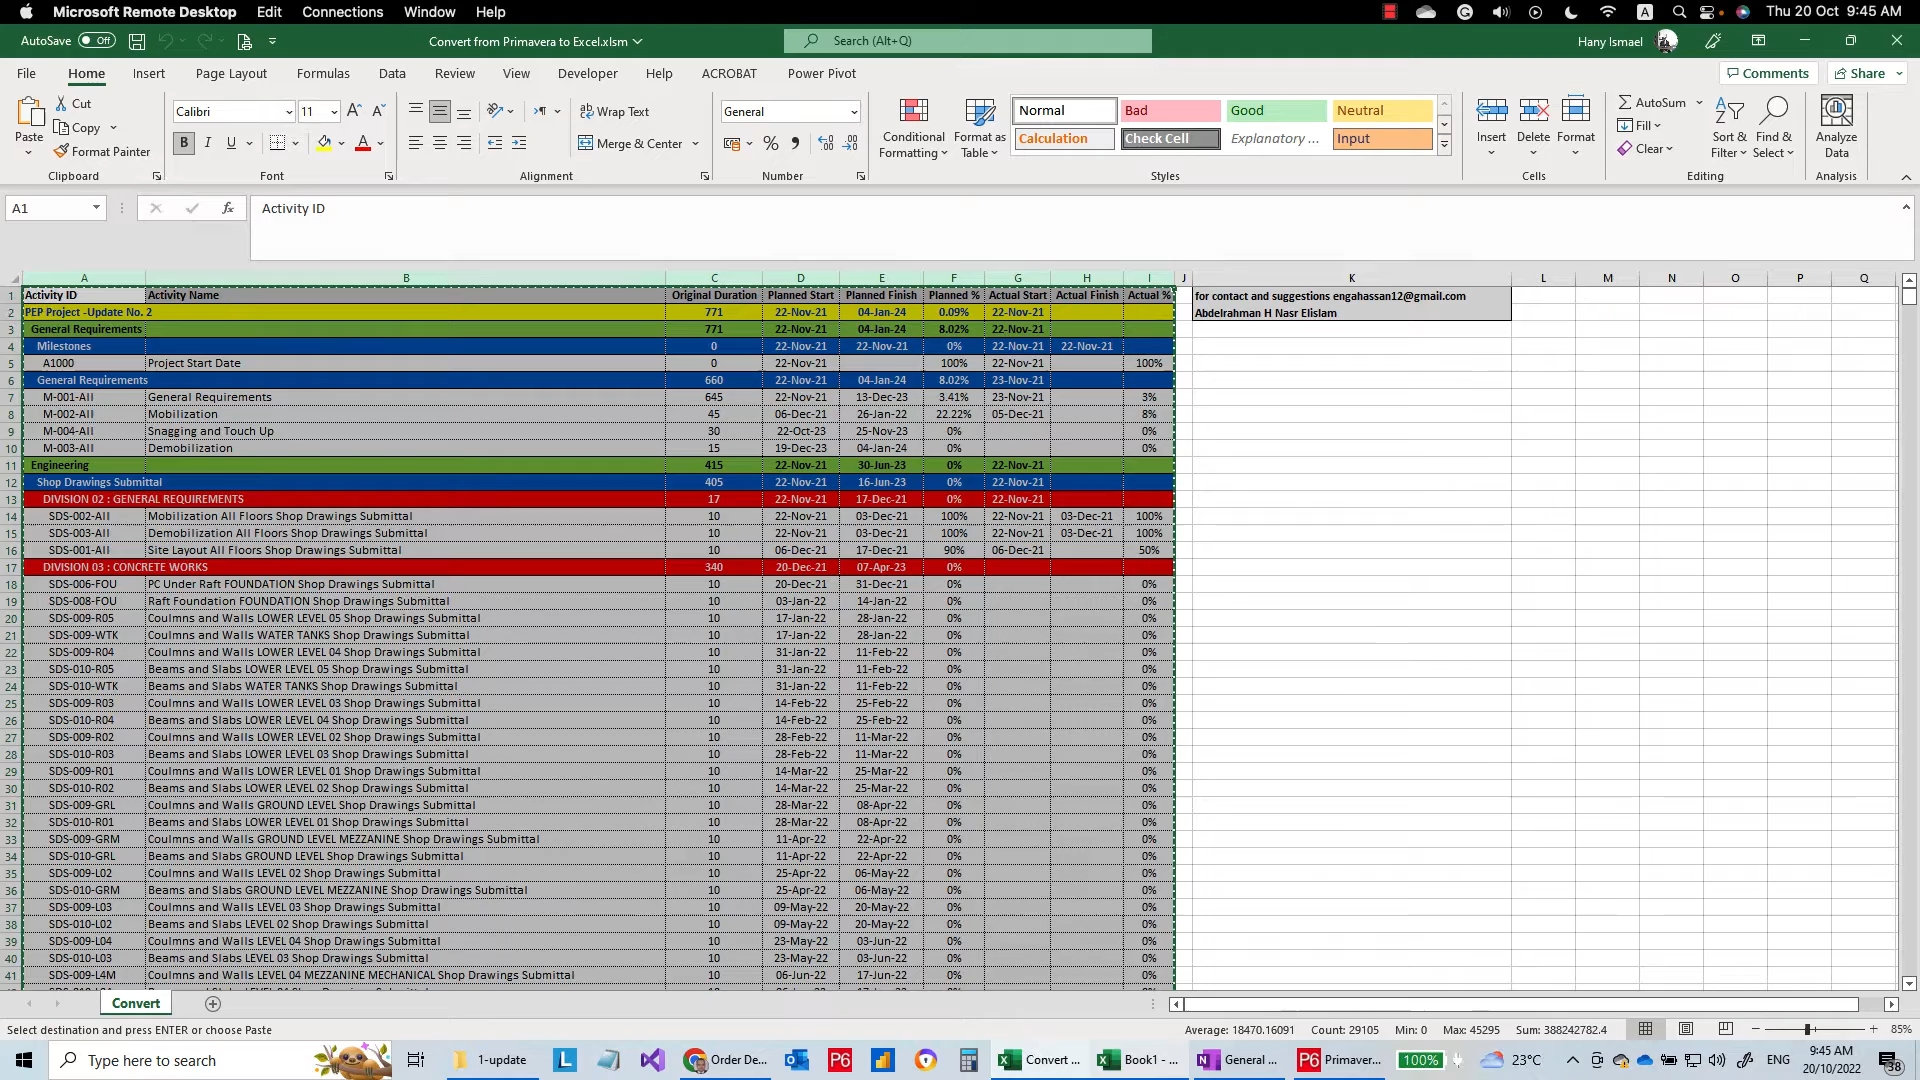 Microsoft Remote Desktop Edit Connections Window Help A Thu 20 Oct 9:45 AM
AutoSave Off Convert from Primavera to Excel.xlsm Search (Alt+Q) Hany Ismael
File Home Insert Page Layout Formulas Data Review View Developer Help ACROBAT Power Pivot Comments Share
Paste Cut Copy Format Painter Calibri 11 Wrap Text Merge & Center General Conditional Formatting Format as Table Normal Bad Good Neutral Calculation Check Cell Explanatory ... Input Insert Delete Format AutoSum Fill Clear Sort & Filter Find & Select Analyze Data
Clipboard Font Alignment Number Styles Cells Editing Analysis
A1 fx Activity ID
A B C D E F G H I J K L M N O P Q
1 Activity ID Activity Name Original Duration Planned Start Planned Finish Planned % Actual Start Actual Finish Actual % for contact and suggestions engahassan12@gmail.com
2 PEP Project -Update No. 2 771 22-Nov-21 04-Jan-24 0.09% 22-Nov-21 Abdelrahman H Nasr Elislam
3 General Requirements 771 22-Nov-21 04-Jan-24 8.02% 22-Nov-21
4 Milestones 0 22-Nov-21 22-Nov-21 0% 22-Nov-21 22-Nov-21
5 A1000 Project Start Date 0 22-Nov-21 100% 22-Nov-21 100%
6 General Requirements 660 22-Nov-21 04-Jan-24 8.02% 23-Nov-21
7 M-001-All General Requirements 645 22-Nov-21 13-Dec-23 3.41% 23-Nov-21 3%
8 M-002-All Mobilization 45 06-Dec-21 26-Jan-22 22.22% 05-Dec-21 8%
9 M-004-All Snagging and Touch Up 30 22-Oct-23 25-Nov-23 0% 0%
10 M-003-All Demobilization 15 19-Dec-23 04-Jan-24 0% 0%
11 Engineering 415 22-Nov-21 30-Jun-23 0% 22-Nov-21
12 Shop Drawings Submittal 405 22-Nov-21 16-Jun-23 0% 22-Nov-21
13 DIVISION 02 : GENERAL REQUIREMENTS 17 22-Nov-21 17-Dec-21 0% 22-Nov-21
14 SDS-002-All Mobilization All Floors Shop Drawings Submittal 10 22-Nov-21 03-Dec-21 100% 22-Nov-21 03-Dec-21 100%
15 SDS-003-All Demobilization All Floors Shop Drawings Submittal 10 22-Nov-21 03-Dec-21 100% 22-Nov-21 03-Dec-21 100%
16 SDS-001-All Site Layout All Floors Shop Drawings Submittal 10 06-Dec-21 17-Dec-21 90% 06-Dec-21 50%
17 DIVISION 03 : CONCRETE WORKS 340 20-Dec-21 07-Apr-23 0%
18 SDS-006-FOU PC Under Raft FOUNDATION Shop Drawings Submittal 10 20-Dec-21 31-Dec-21 0% 0%
19 SDS-008-FOU Raft Foundation FOUNDATION Shop Drawings Submittal 10 03-Jan-22 14-Jan-22 0% 0%
20 SDS-009-R05 Coulmns and Walls LOWER LEVEL 05 Shop Drawings Submittal 10 17-Jan-22 28-Jan-22 0% 0%
21 SDS-009-WTK Coulmns and Walls WATER TANKS Shop Drawings Submittal 10 17-Jan-22 28-Jan-22 0% 0%
22 SDS-009-R04 Coulmns and Walls LOWER LEVEL 04 Shop Drawings Submittal 10 31-Jan-22 11-Feb-22 0% 0%
23 SDS-010-R05 Beams and Slabs LOWER LEVEL 05 Shop Drawings Submittal 10 31-Jan-22 11-Feb-22 0% 0%
24 SDS-010-WTK Beams and Slabs WATER TANKS Shop Drawings Submittal 10 31-Jan-22 11-Feb-22 0% 0%
25 SDS-009-R03 Coulmns and Walls LOWER LEVEL 03 Shop Drawings Submittal 10 14-Feb-22 25-Feb-22 0% 0%
26 SDS-010-R04 Beams and Slabs LOWER LEVEL 04 Shop Drawings Submittal 10 14-Feb-22 25-Feb-22 0% 0%
27 SDS-009-R02 Coulmns and Walls LOWER LEVEL 02 Shop Drawings Submittal 10 28-Feb-22 11-Mar-22 0% 0%
28 SDS-010-R03 Beams and Slabs LOWER LEVEL 03 Shop Drawings Submittal 10 28-Feb-22 11-Mar-22 0% 0%
29 SDS-009-R01 Coulmns and Walls LOWER LEVEL 01 Shop Drawings Submittal 10 14-Mar-22 25-Mar-22 0% 0%
30 SDS-010-R02 Beams and Slabs LOWER LEVEL 02 Shop Drawings Submittal 10 14-Mar-22 25-Mar-22 0% 0%
31 SDS-009-GRL Coulmns and Walls GROUND LEVEL Shop Drawings Submittal 10 28-Mar-22 08-Apr-22 0% 0%
32 SDS-010-R01 Beams and Slabs LOWER LEVEL 01 Shop Drawings Submittal 10 28-Mar-22 08-Apr-22 0% 0%
33 SDS-009-GRM Coulmns and Walls GROUND LEVEL MEZZANINE Shop Drawings Submittal 10 11-Apr-22 22-Apr-22 0% 0%
34 SDS-010-GRL Beams and Slabs GROUND LEVEL Shop Drawings Submittal 10 11-Apr-22 22-Apr-22 0% 0%
35 SDS-009-L02 Coulmns and Walls LEVEL 02 Shop Drawings Submittal 10 25-Apr-22 06-May-22 0% 0%
36 SDS-010-GRM Beams and Slabs GROUND LEVEL MEZZANINE Shop Drawings Submittal 10 25-Apr-22 06-May-22 0% 0%
37 SDS-009-L03 Coulmns and Walls LEVEL 03 Shop Drawings Submittal 10 09-May-22 20-May-22 0% 0%
38 SDS-010-L02 Beams and Slabs LEVEL 02 Shop Drawings Submittal 10 09-May-22 20-May-22 0% 0%
39 SDS-009-L04 Coulmns and Walls LEVEL 04 Shop Drawings Submittal 10 23-May-22 03-Jun-22 0% 0%
40 SDS-010-L03 Beams and Slabs LEVEL 03 Shop Drawings Submittal 10 23-May-22 03-Jun-22 0% 0%
41 SDS-009-L4M Coulmns and Walls LEVEL 04 MEZZANINE MECHANICAL Shop Drawings Submittal 10 06-Jun-22 17-Jun-22 0% 0%
Convert
Select destination and press ENTER or choose Paste Average: 18470.16091 Count: 29105 Min: 0 Max: 45295 Sum: 388242782.4 85%
Type here to search 1-update L Order De... P6 Convert ... Book1 - ... General ... P6 Primaver... 100% 23°C ENG 9:45 AM
20/10/2022 38